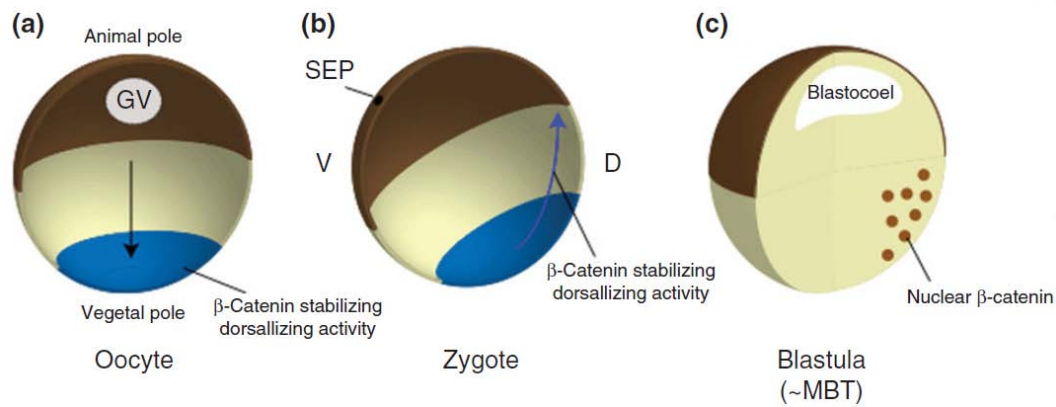 (a)
Animal pole
GV
Vegetal pole
β-Catenin stabilizing
dorsallizing activity
Oocyte
(b)
SEP
V
D
β-Catenin stabilizing
dorsallizing activity
Zygote
(c)
Blastocoel
Nuclear β-catenin
Blastula
(~MBT)